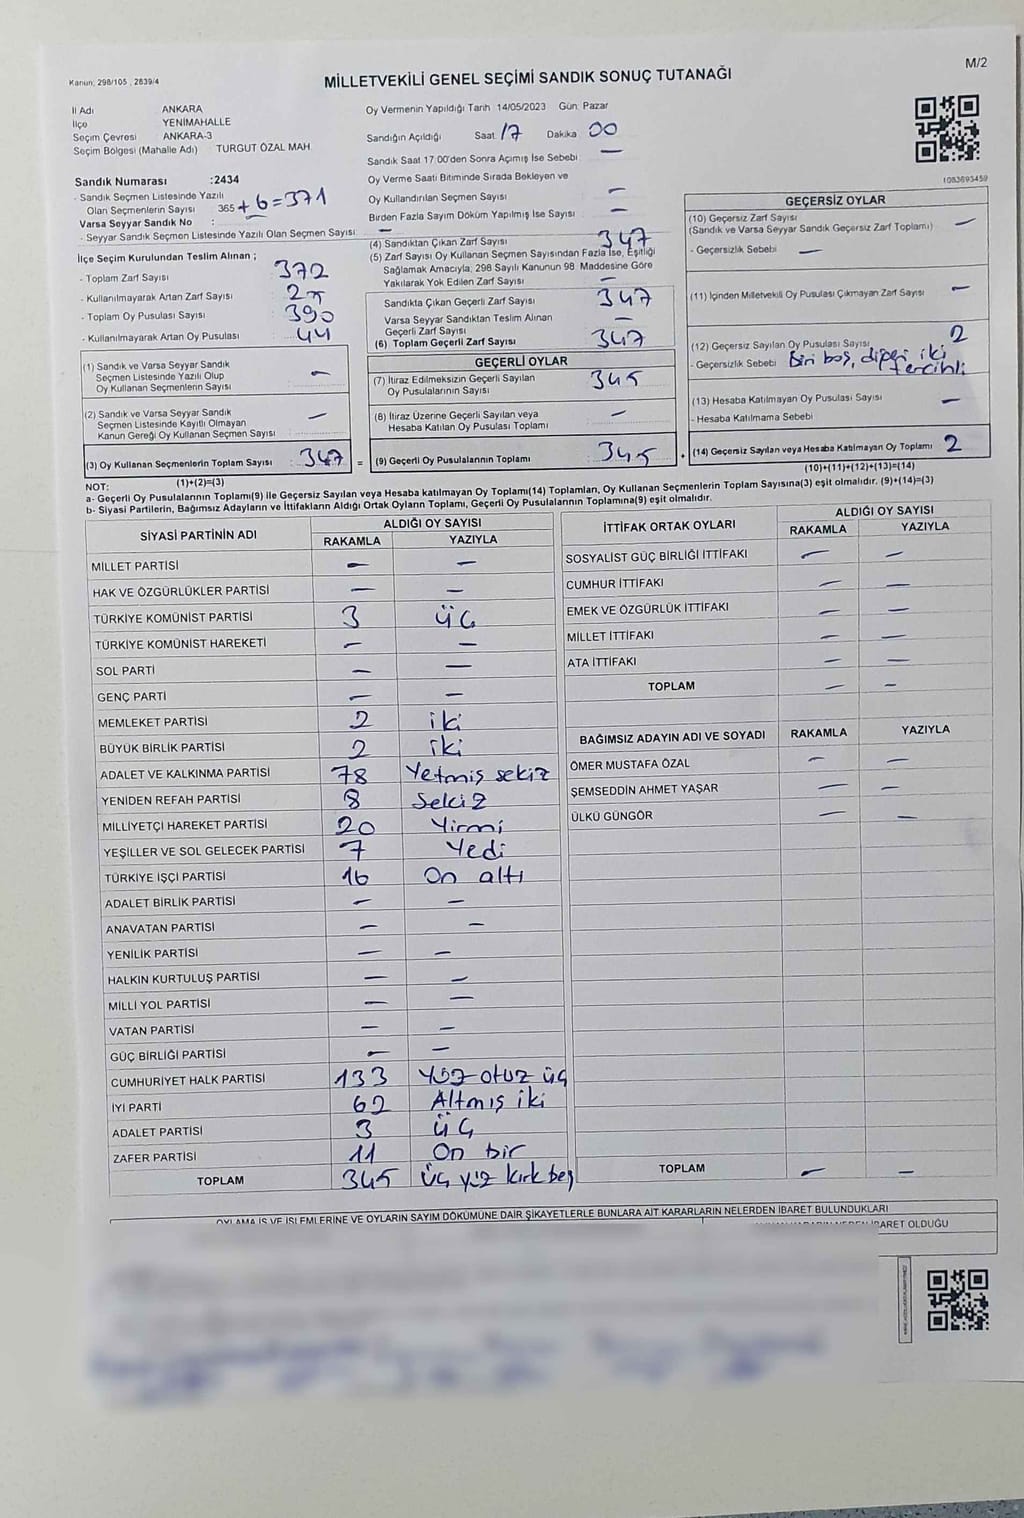 Kanun; 298/105 , 2839/4
MİLLETVEKİLİ GENEL SEÇİMİ SANDIK SONUÇ TUTANAĞI
M/2
İl Adı ANKARA
İlçe YENİMAHALLE
Seçim Çevresi ANKARA-3
Seçim Bölgesi (Mahalle Adı) TURGUT ÖZAL MAH.
Oy Vermenin Yapıldığı Tarih 14/05/2023 Gün: Pazar
Sandığın Açıldığı Saat 17 Dakika 00
Sandık Saat 17.00'den Sonra Açımış İse Sebebi —
Oy Verme Saati Bitiminde Sırada Bekleyen ve
Oy Kullandırılan Seçmen Sayısı —
Birden Fazla Sayım Döküm Yapılmış İse Sayısı —
1083693459
Sandık Numarası :2434
- Sandık Seçmen Listesinde Yazılı
Olan Seçmenlerin Sayısı 365 + 6 = 371
Varsa Seyyar Sandık No :
- Seyyar Sandık Seçmen Listesinde Yazılı Olan Seçmen Sayısı: —
İlçe Seçim Kurulundan Teslim Alınan ;
- Toplam Zarf Sayısı 372
- Kullanılmayarak Artan Zarf Sayısı
- Toplam Oy Pusulası Sayısı 390
- Kullanılmayarak Artan Oy Pusulası 44
(1) Sandık ve Varsa Seyyar Sandık
Seçmen Listesinde Yazılı Olup
Oy Kullanan Seçmenlerin Sayısı —
(2) Sandık ve Varsa Seyyar Sandık
Seçmen Listesinde Kayıtlı Olmayan
Kanun Gereği Oy Kullanan Seçmen Sayısı —
(3) Oy Kullanan Seçmenlerin Toplam Sayısı : 347 =
(1)+(2)=(3)
(4) Sandıktan Çıkan Zarf Sayısı 347
(5) Zarf Sayısı Oy Kullanan Seçmen Sayısından Fazla İse, Eşitliği
Sağlamak Amacıyla; 298 Sayılı Kanunun 98. Maddesine Göre
Yakılarak Yok Edilen Zarf Sayısı —
Sandıkta Çıkan Geçerli Zarf Sayısı 347
Varsa Seyyar Sandıktan Teslim Alınan
Geçerli Zarf Sayısı —
(6) Toplam Geçerli Zarf Sayısı 347
GEÇERLİ OYLAR
(7) İtiraz Edilmeksizin Geçerli Sayılan
Oy Pusulalarının Sayısı 345
(8) İtiraz Üzerine Geçerli Sayılan veya
Hesaba Katılan Oy Pusulası Toplamı —
(9) Geçerli Oy Pusulalarının Toplamı : 345
GEÇERSİZ OYLAR
(10) Geçersiz Zarf Sayısı
(Sandık ve Varsa Seyyar Sandık Geçersiz Zarf Toplamı) —
- Geçersizlik Sebebi —
(11) İçinden Milletvekili Oy Pusulası Çıkmayan Zarf Sayısı —
(12) Geçersiz Sayılan Oy Pusulası Sayısı 2
- Geçersizlik Sebebi Biri boş, diğeri iki tercihli
(13) Hesaba Katılmayan Oy Pusulası Sayısı —
- Hesaba Katılmama Sebebi
(14) Geçersiz Sayılan veya Hesaba Katılmayan Oy Toplamı 2
(10)+(11)+(12)+(13)=(14)
NOT:
a- Geçerli Oy Pusulalarının Toplamı(9) ile Geçersiz Sayılan veya Hesaba katılmayan Oy Toplamı(14) Toplamları, Oy Kullanan Seçmenlerin Toplam Sayısına(3) eşit olmalıdır. (9)+(14)=(3)
b- Siyasi Partilerin, Bağımsız Adayların ve İttifakların Aldığı Ortak Oyların Toplamı, Geçerli Oy Pusulalarının Toplamına(9) eşit olmalıdır.
SİYASİ PARTİNİN ADI ALDIĞI OY SAYISI
RAKAMLA YAZIYLA
MİLLET PARTİSİ — —
HAK VE ÖZGÜRLÜKLER PARTİSİ — —
TÜRKİYE KOMÜNİST PARTİSİ 3 üç
TÜRKİYE KOMÜNİST HAREKETİ — —
SOL PARTİ — —
GENÇ PARTİ — —
MEMLEKET PARTİSİ 2 iki
BÜYÜK BİRLİK PARTİSİ 2 iki
ADALET VE KALKINMA PARTİSİ 78 Yetmiş sekiz
YENİDEN REFAH PARTİSİ 8 Sekiz
MİLLİYETÇİ HAREKET PARTİSİ 20 Yirmi
YEŞİLLER VE SOL GELECEK PARTİSİ 7 Yedi
TÜRKİYE İŞÇİ PARTİSİ 16 On altı
ADALET BİRLİK PARTİSİ — —
ANAVATAN PARTİSİ — —
YENİLİK PARTİSİ — —
HALKIN KURTULUŞ PARTİSİ — —
MİLLİ YOL PARTİSİ — —
VATAN PARTİSİ — —
GÜÇ BİRLİĞİ PARTİSİ — —
CUMHURİYET HALK PARTİSİ 133 Yüz otuz üç
İYİ PARTİ 62 Altmış iki
ADALET PARTİSİ 3 üç
ZAFER PARTİSİ 11 On bir
TOPLAM 345 üç yüz kırk beş
İTTİFAK ORTAK OYLARI ALDIĞI OY SAYISI
RAKAMLA YAZIYLA
SOSYALİST GÜÇ BİRLİĞİ İTTİFAKI — —
CUMHUR İTTİFAKI — —
EMEK VE ÖZGÜRLÜK İTTİFAKI — —
MİLLET İTTİFAKI — —
ATA İTTİFAKI — —
TOPLAM — —
BAĞIMSIZ ADAYIN ADI VE SOYADI RAKAMLA YAZIYLA
ÖMER MUSTAFA ÖZAL — —
ŞEMSEDDİN AHMET YAŞAR — —
ÜLKÜ GÜNGÖR — —
TOPLAM — —
OYLAMA İŞ VE İŞLEMLERİNE VE OYLARIN SAYIM DÖKÜMÜNE DAİR ŞİKAYETLERLE BUNLARA AİT KARARLARIN NELERDEN İBARET BULUNDUKLARI
İBARET OLDUĞU